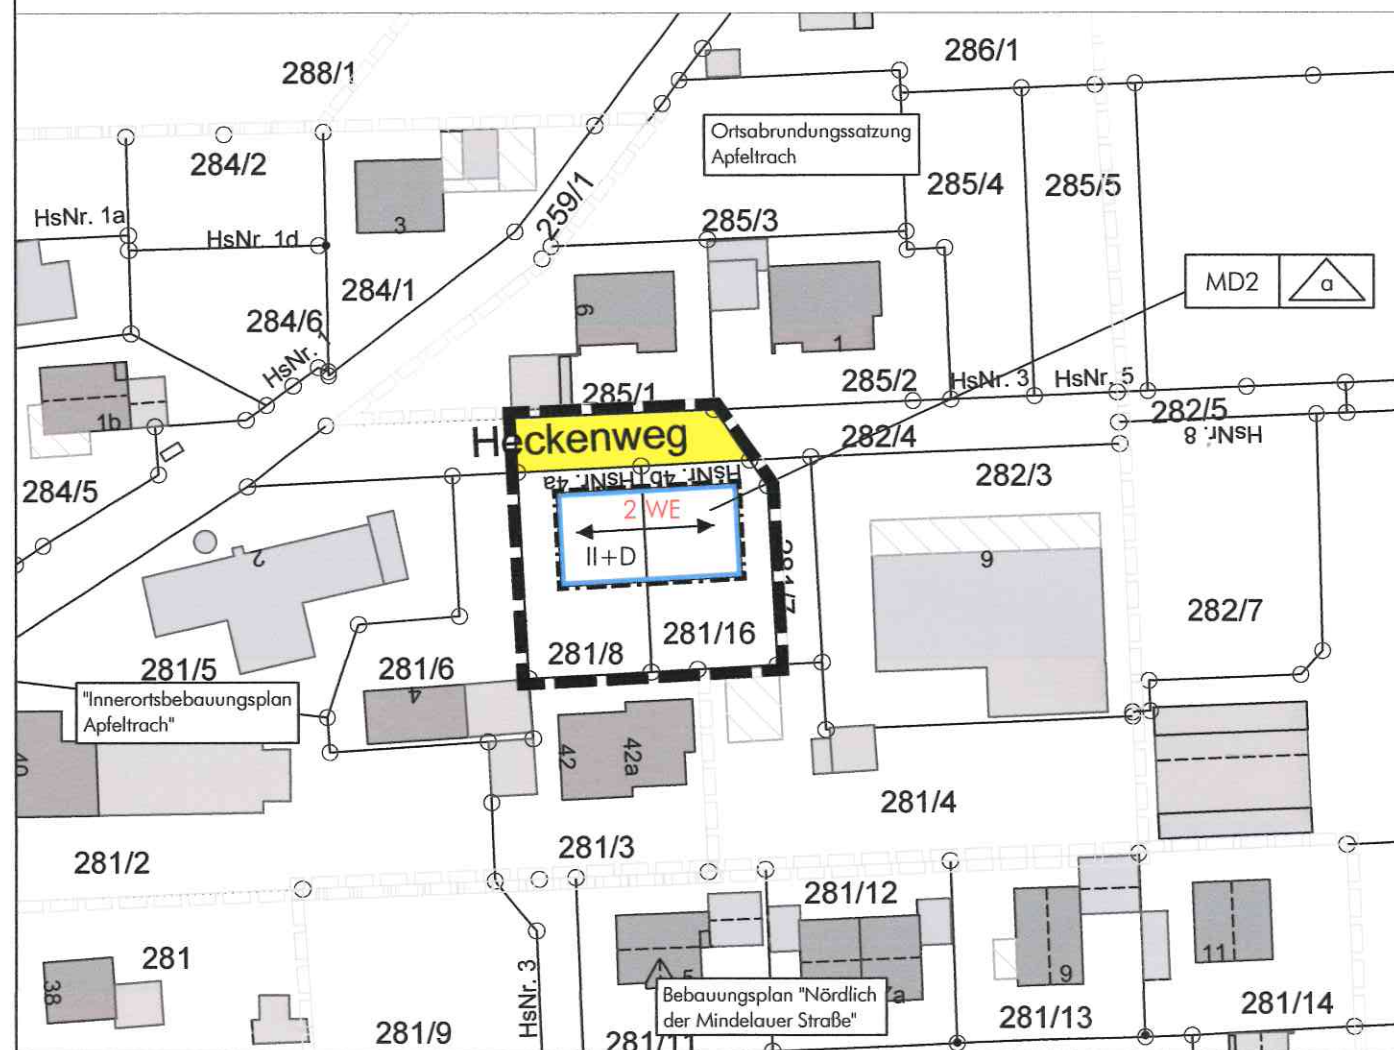 286/1
288/1
Ortsabrundungssatzung
Apfeltrach
284/2
285/4
285/5
259/1
HsNr. 1a
3
285/3
HsNr. 1d
284/1
MD2
a
284/6
6
1
HsNr. 1
285/2
HsNr. 3
HsNr. 5
285/1
282/5
1b
HsNr. 8
Heckenweg
282/4
HsNr. 4b
HsNr. 4a
282/3
284/5
2 WE
II+D
2
9
281/7
282/7
281/8
281/16
281/5
281/6
"Innerortsbebauungsplan
Apfeltrach"
4
40
42
42a
281/4
281/2
281/3
281/12
281
38
5
9
11
HsNr. 3
Bebauungsplan "Nördlich
der Mindelauer Straße"
7a
281/9
281/11
281/13
281/14